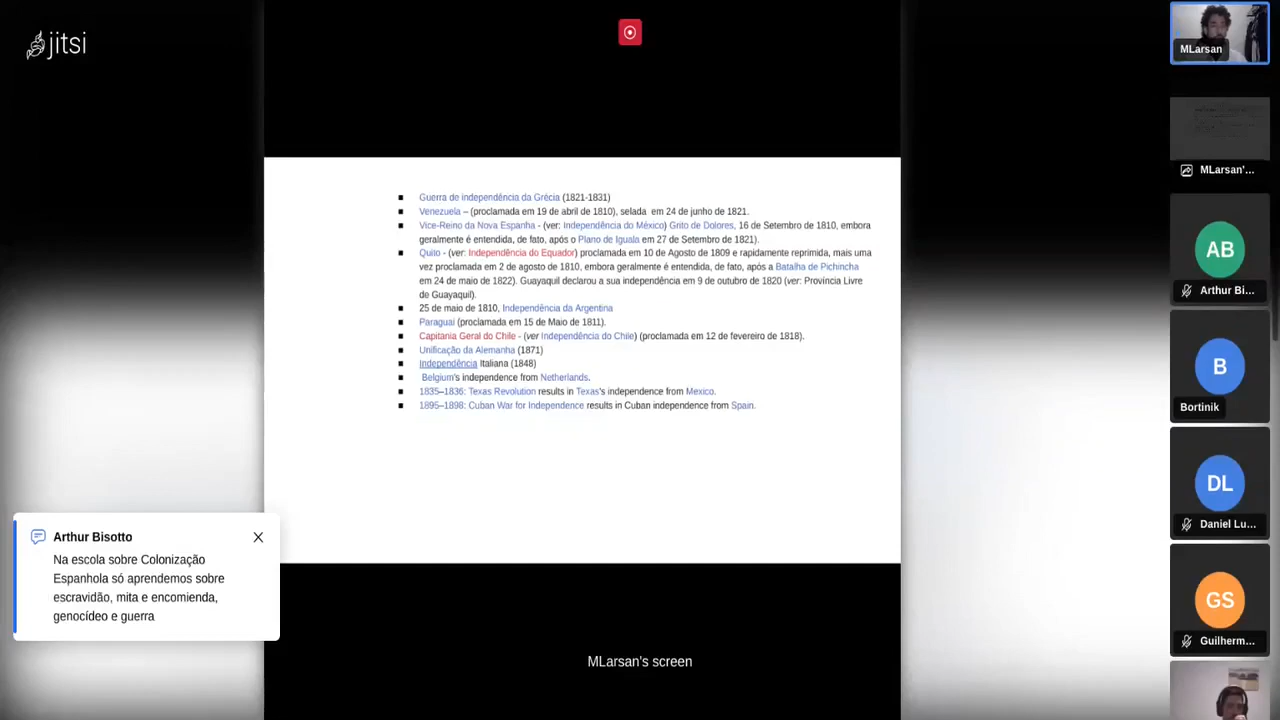 jitsi
Guerra de independência da Grécia (1821-1831)
Venezuela – (proclamada em 19 de abril de 1810), selada em 24 de junho de 1821.
Vice-Reino da Nova Espanha - (ver: Independência do México) Grito de Dolores, 16 de Setembro de 1810, embora
geralmente é entendida, de fato, após o Plano de Iguala em 27 de Setembro de 1821).
Quito - (ver: Independência do Equador) proclamada em 10 de Agosto de 1809 e rapidamente reprimida, mais uma
vez proclamada em 2 de agosto de 1810, embora geralmente é entendida, de fato, após a Batalha de Pichincha
em 24 de maio de 1822). Guayaquil declarou a sua independência em 9 de outubro de 1820 (ver: Província Livre
de Guayaquil).
25 de maio de 1810, Independência da Argentina
Paraguai (proclamada em 15 de Maio de 1811).
Capitania Geral do Chile - (ver Independência do Chile) (proclamada em 12 de fevereiro de 1818).
Unificação da Alemanha (1871)
Independência Italiana (1848)
Belgium's independence from Netherlands.
1835–1836: Texas Revolution results in Texas's independence from Mexico.
1895–1898: Cuban War for Independence results in Cuban independence from Spain.
Arthur Bisotto
Na escola sobre Colonização
Espanhola só aprendemos sobre
escravidão, mita e encomienda,
genocídeo e guerra
MLarsan's screen
MLarsan
MLarsan'...
AB
Arthur Bi...
B
Bortinik
DL
Daniel Lu...
GS
Guilherm...